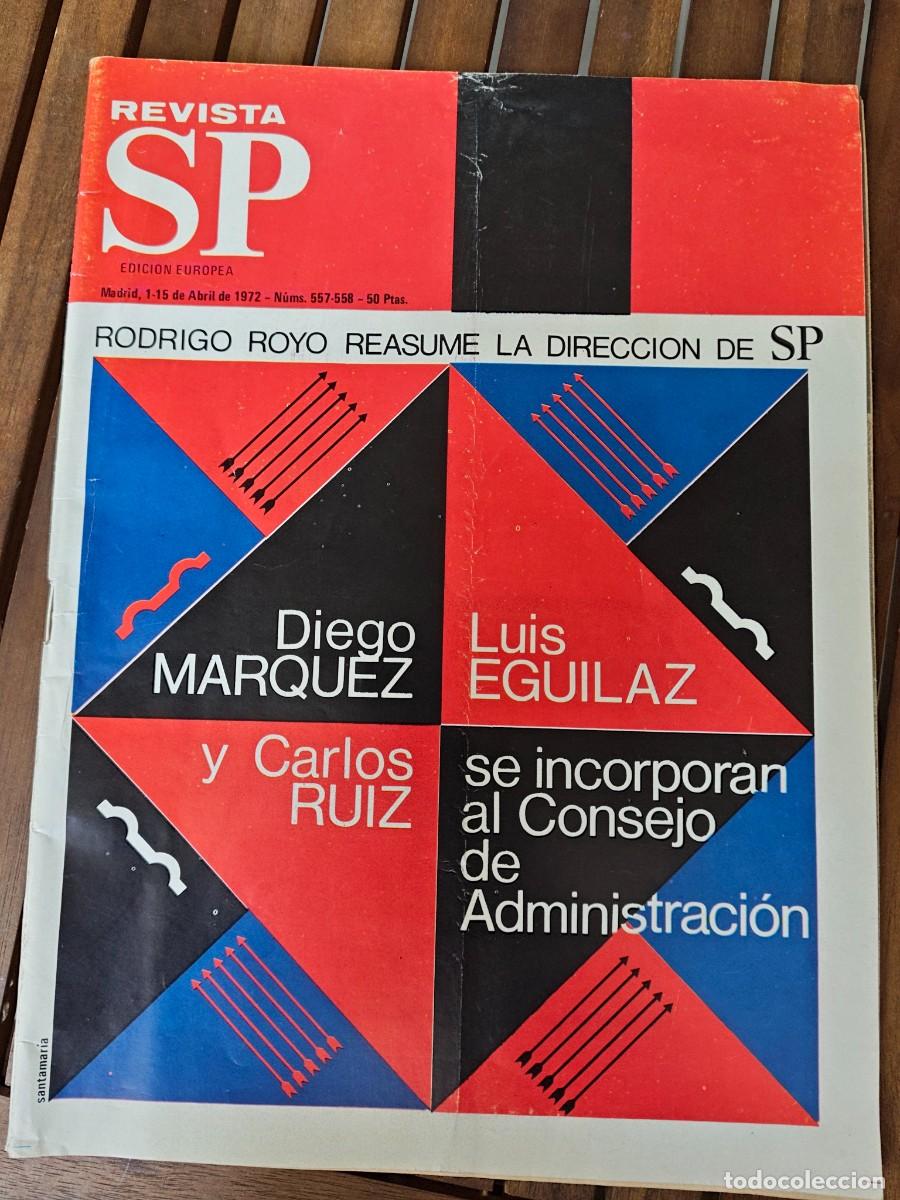 REVISTA
SP
EDICION EUROPEA
Madrid, 1-15 de Abril de 1972 - Núms. 557-558 - 50 Ptas.
RODRIGO ROYO REASUME LA DIRECCION DE SP
Diego
MARQUEZ
Luis
EGUILAZ
y Carlos
RUIZ
se incorporan
al Consejo
de
Administración
santamaría
todocoleccion